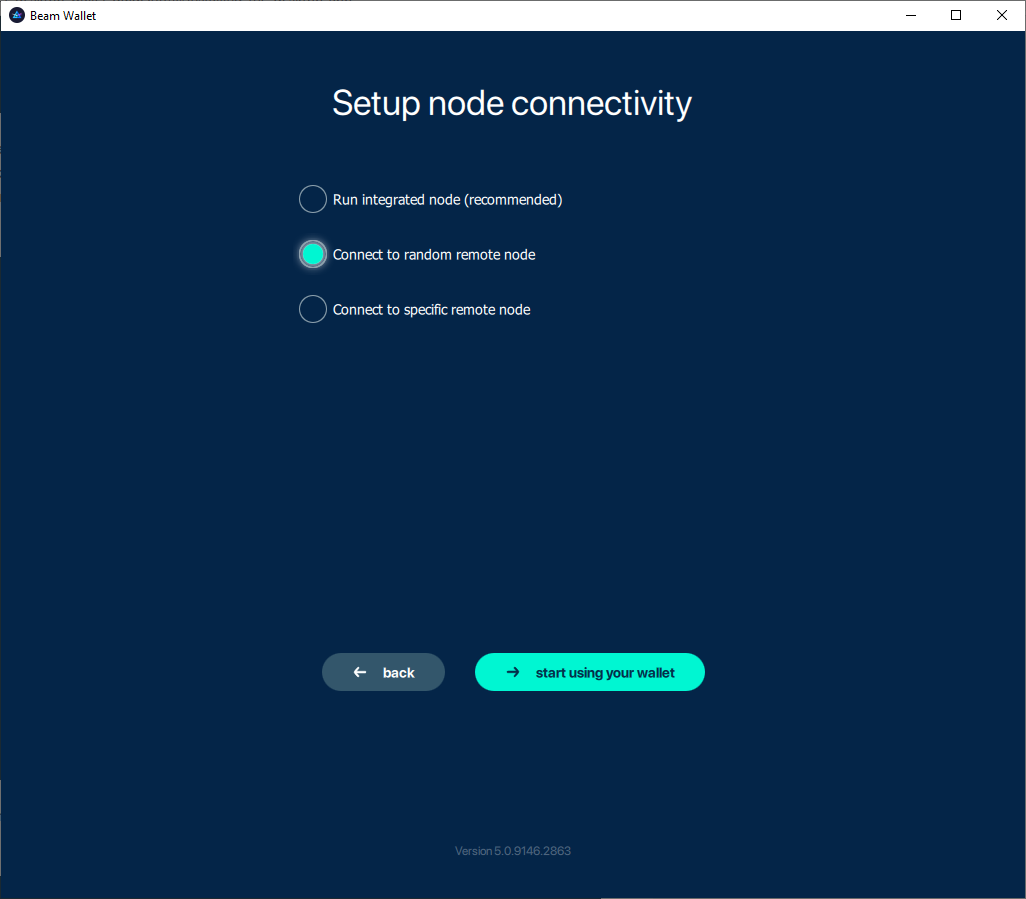 Beam Wallet
Setup node connectivity
Run integrated node (recommended)
Connect to random remote node
Connect to specific remote node
back
start using your wallet
Version 5.0.9146.2863